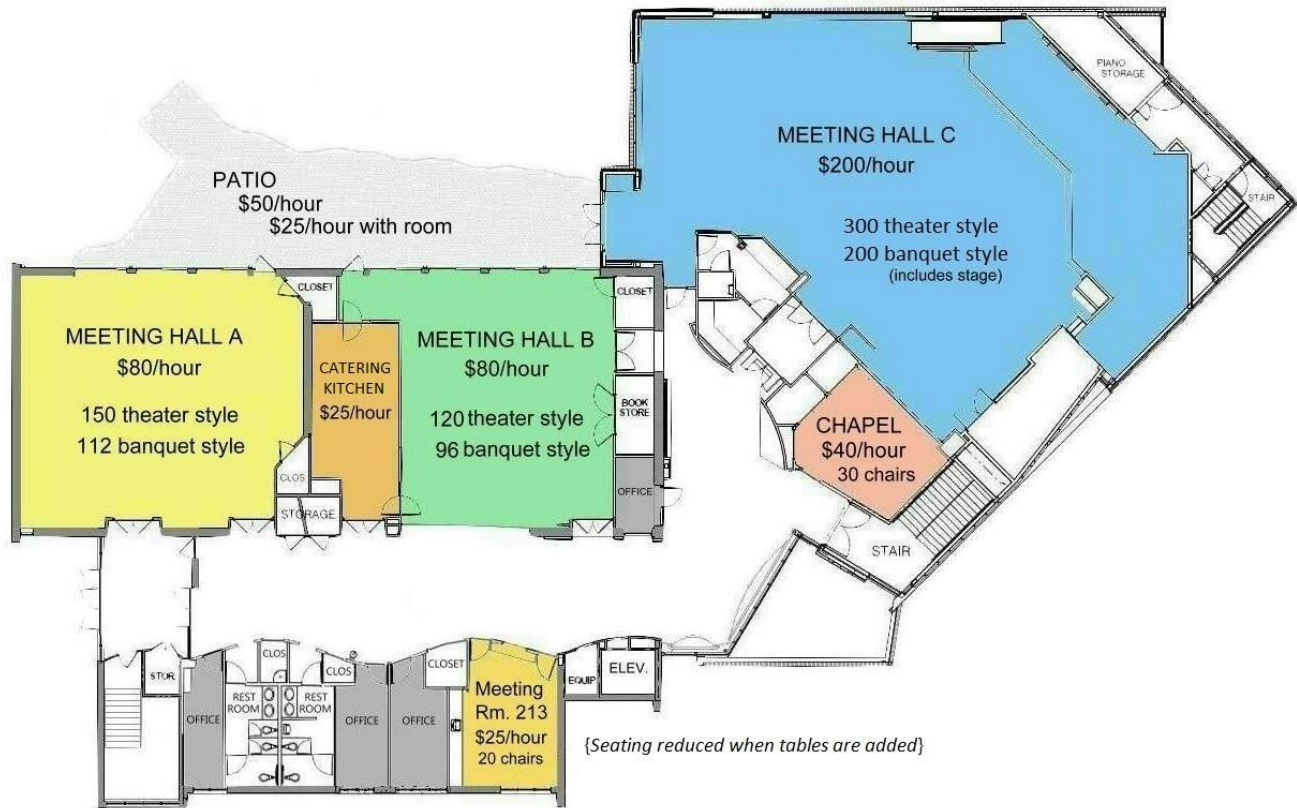 PIANO
STORAGE
MEETING HALL C
$200/hour
300 theater style
200 banquet style
(includes stage)
STAIR
PATIO
$50/hour
$25/hour with room
CLOSET
CLOSET
MEETING HALL A
$80/hour
150 theater style
112 banquet style
CATERING
KITCHEN
$25/hour
MEETING HALL B
$80/hour
120 theater style
96 banquet style
BOOK
STORE
CHAPEL
$40/hour
30 chairs
CLOS
STORAGE
OFFICE
STAIR
STOR.
OFFICE
REST
ROOM
CLOS
REST
ROOM
CLOS
OFFICE
OFFICE
CLOSET
Meeting
Rm. 213
$25/hour
20 chairs
EQUIP
ELEV.
{Seating reduced when tables are added}